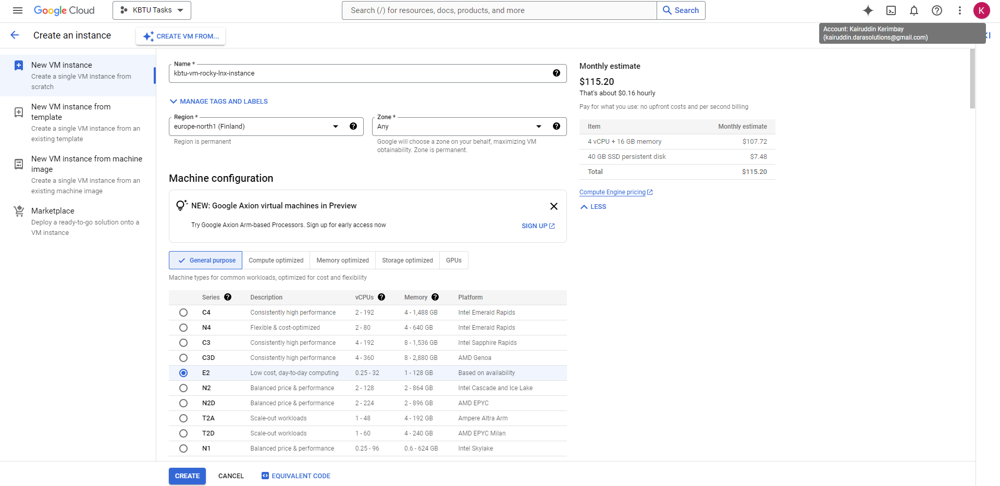 Google Cloud
KBTU Tasks
Search (/) for resources, docs, products, and more
Search
K
Create an instance
CREATE VM FROM...
Account: Kairuddin Kerimbay
(kairuddin.darasolutions@gmail.com)
New VM instance
Create a single VM instance from
scratch
New VM instance from
template
Create a single VM instance from an
existing template
New VM instance from machine
image
Create a single VM instance from an
existing machine image
Marketplace
Deploy a ready-to-go solution onto a
VM instance
Name *
kbtu-vm-rocky-lnx-instance
MANAGE TAGS AND LABELS
Region *
europe-north1 (Finland)
Region is permanent
Zone *
Any
Google will choose a zone on your behalf, maximizing VM
obtainability. Zone is permanent.
Machine configuration
NEW: Google Axion virtual machines in Preview
Try Google Axion Arm-based Processors. Sign up for early access now
SIGN UP
General purpose Compute optimized Memory optimized Storage optimized GPUs
Machine types for common workloads, optimized for cost and flexibility
Series Description vCPUs Memory Platform
C4 Consistently high performance 2 - 192 4 - 1,488 GB Intel Emerald Rapids
N4 Flexible & cost-optimized 2 - 80 4 - 640 GB Intel Emerald Rapids
C3 Consistently high performance 4 - 192 8 - 1,536 GB Intel Sapphire Rapids
C3D Consistently high performance 4 - 360 8 - 2,880 GB AMD Genoa
E2 Low cost, day-to-day computing 0.25 - 32 1 - 128 GB Based on availability
N2 Balanced price & performance 2 - 128 2 - 864 GB Intel Cascade and Ice Lake
N2D Balanced price & performance 2 - 224 2 - 896 GB AMD EPYC
T2A Scale-out workloads 1 - 48 4 - 192 GB Ampere Altra Arm
T2D Scale-out workloads 1 - 60 4 - 240 GB AMD EPYC Milan
N1 Balanced price & performance 0.25 - 96 0.6 - 624 GB Intel Skylake
Monthly estimate
$115.20
That's about $0.16 hourly
Pay for what you use: no upfront costs and per second billing
Item Monthly estimate
4 vCPU + 16 GB memory $107.72
40 GB SSD persistent disk $7.48
Total $115.20
Compute Engine pricing
LESS
CREATE
CANCEL
EQUIVALENT CODE